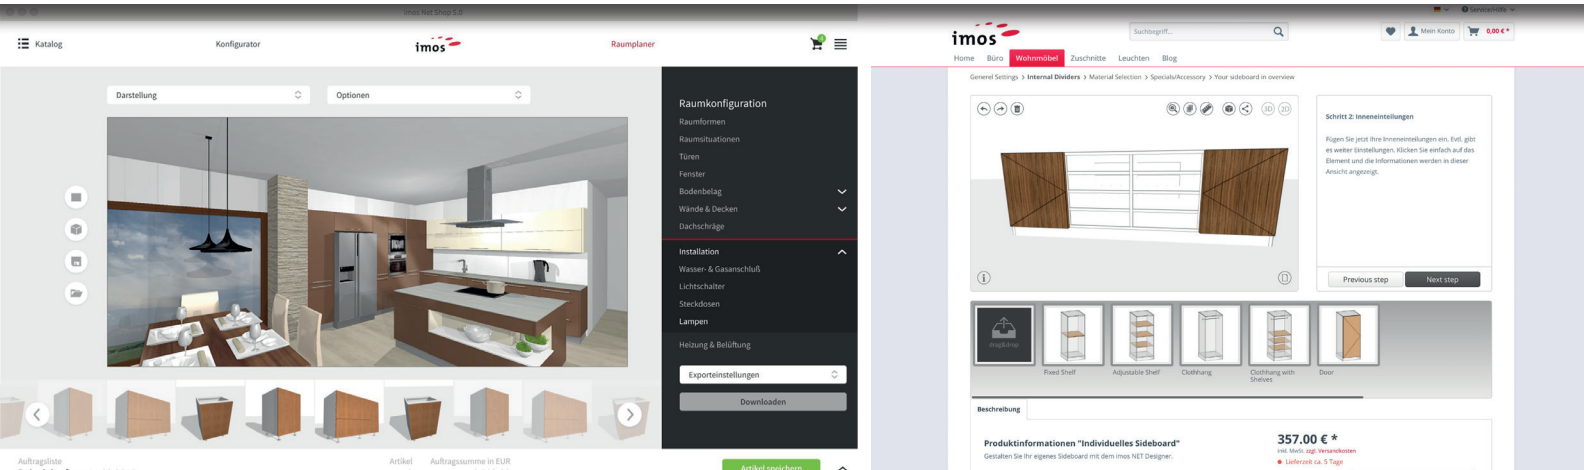 Imos Net Shop 5.0
Katalog
Konfigurator
imos
Raumplaner
4
Darstellung
Optionen
Raumkonfiguration
Raumformen
Raumsituationen
Türen
Fenster
Bodenbelag
Wände & Decken
Dachschräge
Installation
Wasser- & Gasanschluß
Lichtschalter
Steckdosen
Lampen
Heizung & Belüftung
Exporteinstellungen
Downloaden
Auftragsliste
Artikel
Auftragssumme in EUR
Artikel speichern
Service/Hilfe
imos
Suchbegriff...
Mein Konto
0,00 € *
Home Büro Wohnmöbel Zuschnitte Leuchten Blog
Generel Settings > Internal Dividers > Material Selection > Specials/Accessory > Your sideboard in overview
3D 2D
Schritt 2: Inneneinteilungen
Fügen Sie jetzt ihre Inneneinteilungen ein. Evtl. gibt
es weiter Einstellungen. Klicken Sie einfach auf das
Element und die Informationen werden in dieser
Ansicht angezeigt.
Previous step
Next step
drag&drop
Fixed Shelf
Adjustable Shelf
Clothhang
Clothhang with
Shelves
Door
Beschreibung
Produktinformationen "Individuelles Sideboard"
Gestalten Sie Ihr eigenes Sideboard mit dem imos NET Designer.
357.00 € *
inkl. MwSt. zzgl. Versandkosten
Lieferzeit ca. 5 Tage